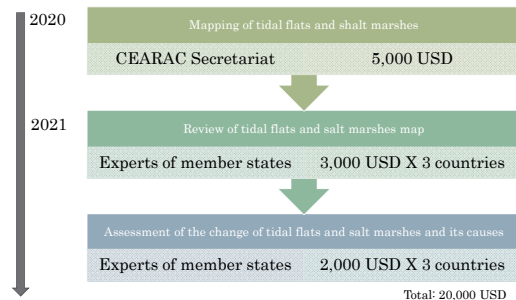 2020
Mapping of tidal flats and shalt marshes
CEARAC Secretariat 5,000 USD
2021
Review of tidal flats and salt marshes map
Experts of member states 3,000 USD X 3 countries
Assessment of the change of tidal flats and salt marshes and its causes
Experts of member states 2,000 USD X 3 countries
Total: 20,000 USD